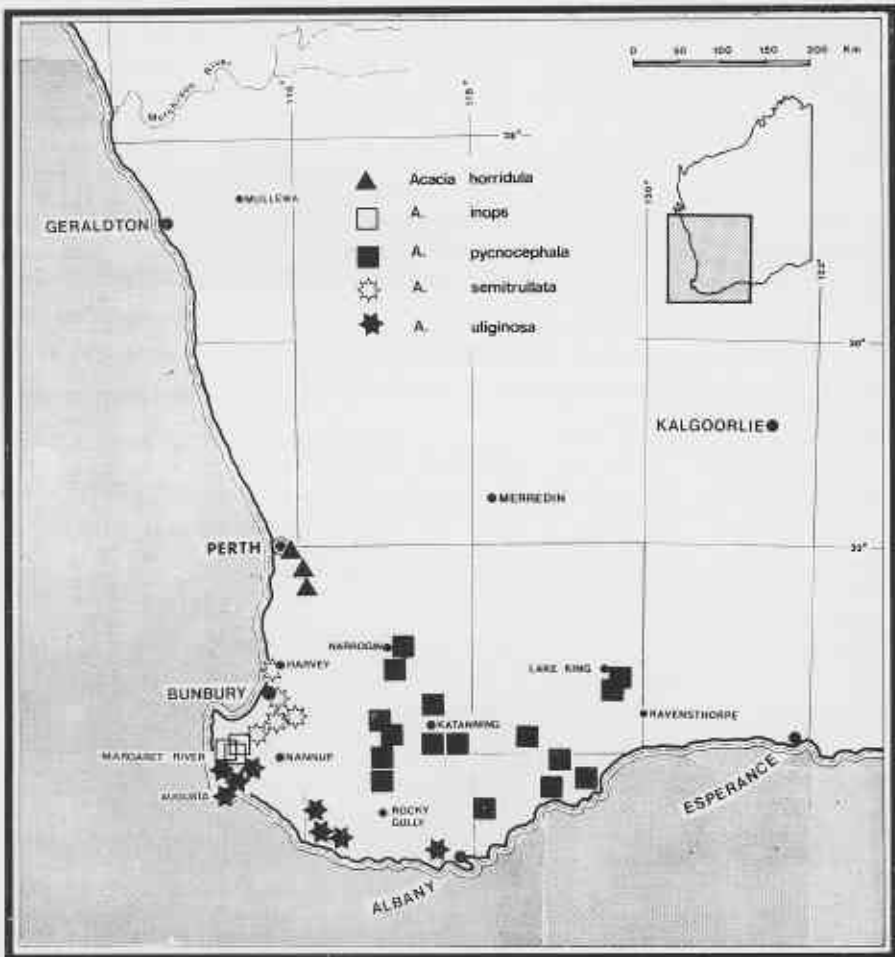 0 50 100 150 200 Km
Murchison River
116°
118°
28°
120°
122°
MULLEWA
GERALDTON
Acacia horridula
A. inops
A. pycnocephala
A. semitrullata
A. uliginosa
30°
KALGOORLIE
MERREDIN
PERTH
32°
NARROGIN
HARVEY
LAKE KING
BUNBURY
RAVENSTHORPE
KATANNING
MARGARET RIVER
NANNUP
ESPERANCE
AUGUSTA
ROCKY
GULLY
ALBANY